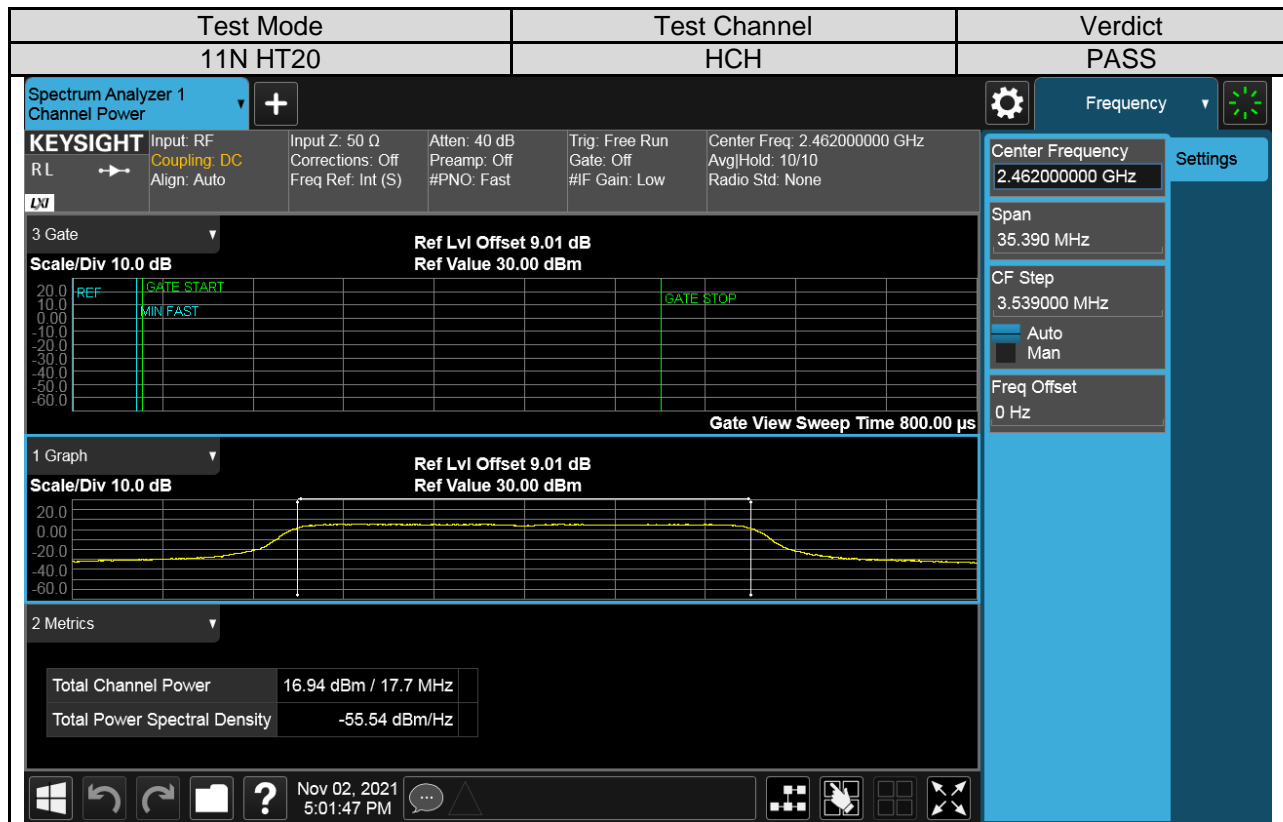 Test Mode Test Channel Verdict
11N HT20 HCH PASS
Spectrum Analyzer 1
Channel Power
+
Frequency
KEYSIGHT Input: RF Input Z: 50 Ω Atten: 40 dB Trig: Free Run Center Freq: 2.462000000 GHz
RL Coupling: DC Corrections: Off Preamp: Off Gate: Off Avg|Hold: 10/10
Align: Auto Freq Ref: Int (S) #PNO: Fast #IF Gain: Low Radio Std: None
LXI
Center Frequency Settings
2.462000000 GHz
Span
35.390 MHz
CF Step
3.539000 MHz
Auto
Man
Freq Offset
0 Hz
3 Gate
Ref Lvl Offset 9.01 dB
Scale/Div 10.0 dB Ref Value 30.00 dBm
20.0 REF GATE START
10.0 GATE STOP
0.00 MIN FAST
-10.0
-20.0
-30.0
-40.0
-50.0
-60.0
Gate View Sweep Time 800.00 µs
1 Graph
Ref Lvl Offset 9.01 dB
Scale/Div 10.0 dB Ref Value 30.00 dBm
20.0
0.00
-20.0
-40.0
-60.0
2 Metrics
Total Channel Power 16.94 dBm / 17.7 MHz
Total Power Spectral Density -55.54 dBm/Hz
? Nov 02, 2021
5:01:47 PM